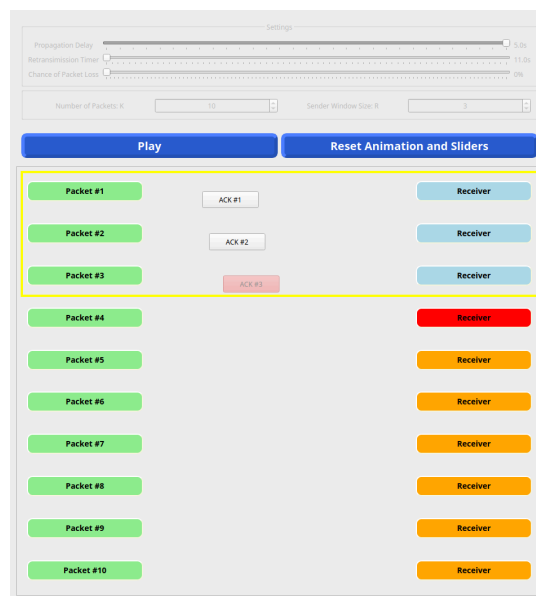 Settings
Propagation Delay 5.0s
Retransmission Timer 11.0s
Chance of Packet Loss 0%
Number of Packets: K 10 Sender Window Size: R 3
Play Reset Animation and Sliders
Packet #1 ACK #1 Receiver
Packet #2 ACK #2 Receiver
Packet #3 ACK #3 Receiver
Packet #4 Receiver
Packet #5 Receiver
Packet #6 Receiver
Packet #7 Receiver
Packet #8 Receiver
Packet #9 Receiver
Packet #10 Receiver